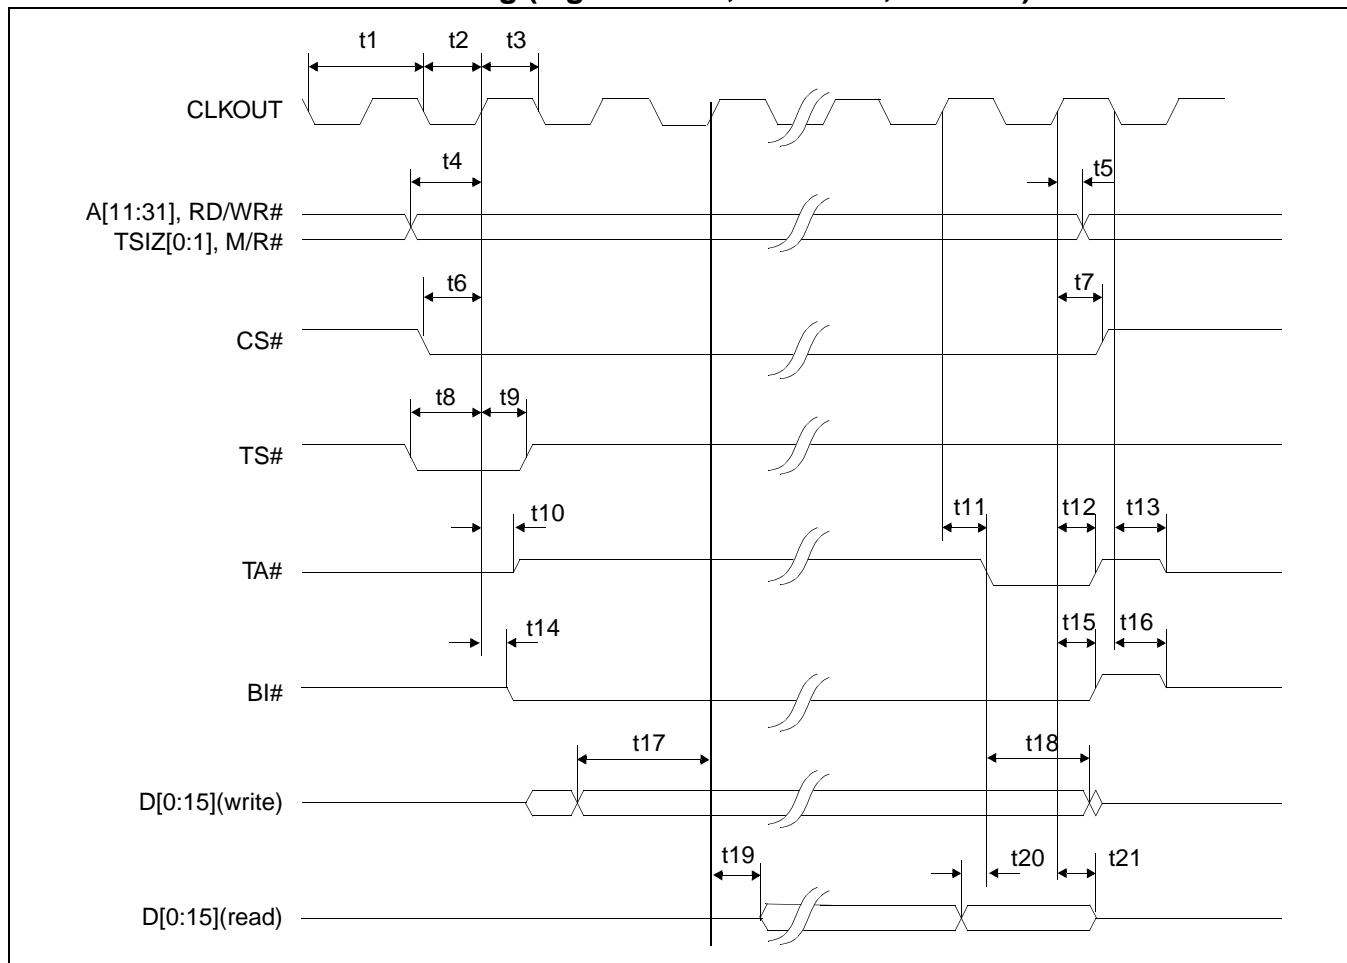 t1 t2 t3
CLKOUT
t4 t5
A[11:31], RD/WR#
TSIZ[0:1], M/R#
t6 t7
CS#
t8 t9
TS#
t10 t11 t12 t13
TA#
t14 t15 t16
BI#
t17 t18
D[0:15](write)
t19 t20 t21
D[0:15](read)